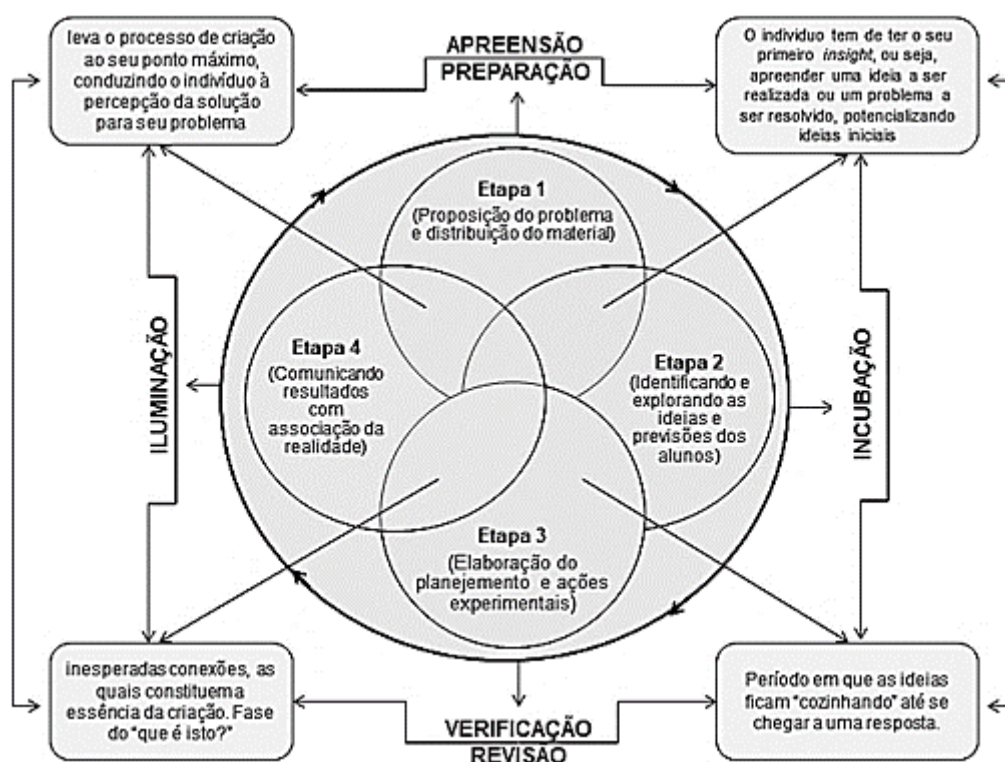 leva o processo de criação
ao seu ponto máximo,
conduzindo o indivíduo à
percepção da solução
para seu problema
APREENSÃO
PREPARAÇÃO
O individuo tem de ter o seu
primeiro insight, ou seja,
apreender uma ideia a ser
realizada ou um problema a
ser resolvido, potencializando
ideias iniciais
Etapa 1
(Proposição do problema
e distribuição do material)
ILUMINAÇÃO
Etapa 4
(Comunicando
resultados
com
associação da
realidade)
Etapa 2
(Identificando e
explorando as
ideias e
previsões dos
alunos)
INCUBAÇÃO
Etapa 3
(Elaboração do
planejemento e ações
experimentais)
inesperadas conexões, as
quais constituema
essência da criação. Fase
do “que é isto?”
VERIFICAÇÃO
REVISÃO
Período em que as ideias
ficam “cozinhando” até se
chegar a uma resposta.